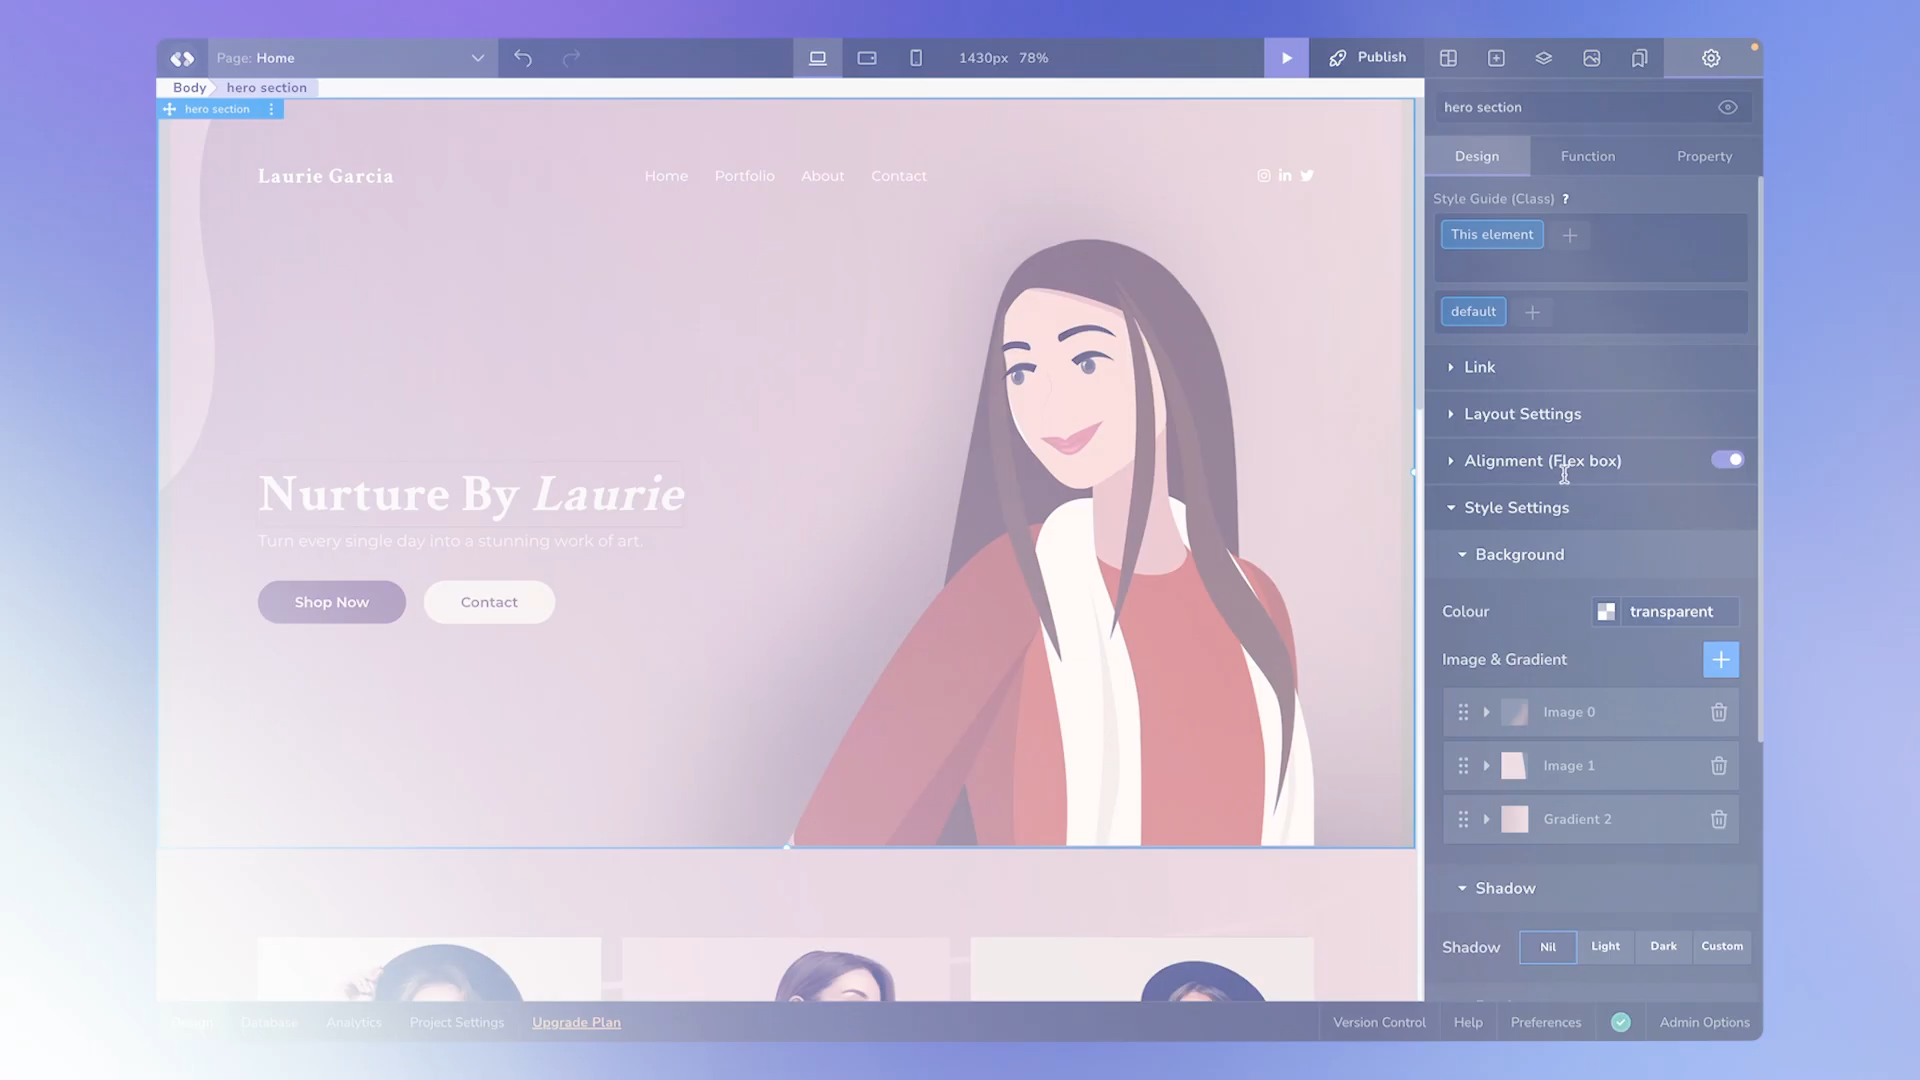 Page: Home
1430px 78%
Publish
Body
hero section
hero section
Laurie Garcia
Home
Portfolio
About
Contact
Nurture By Laurie
Turn every single day into a stunning work of art.
Shop Now
Contact
hero section
Design
Function
Property
Style Guide (Class) ?
This element
default
Link
Layout Settings
Alignment (Flex box)
Style Settings
Background
Colour
transparent
Image & Gradient
Image 0
Image 1
Gradient 2
Shadow
Shadow
Nil
Light
Dark
Custom
Design
Database
Analytics
Project Settings
Upgrade Plan
Version Control
Help
Preferences
Admin Options